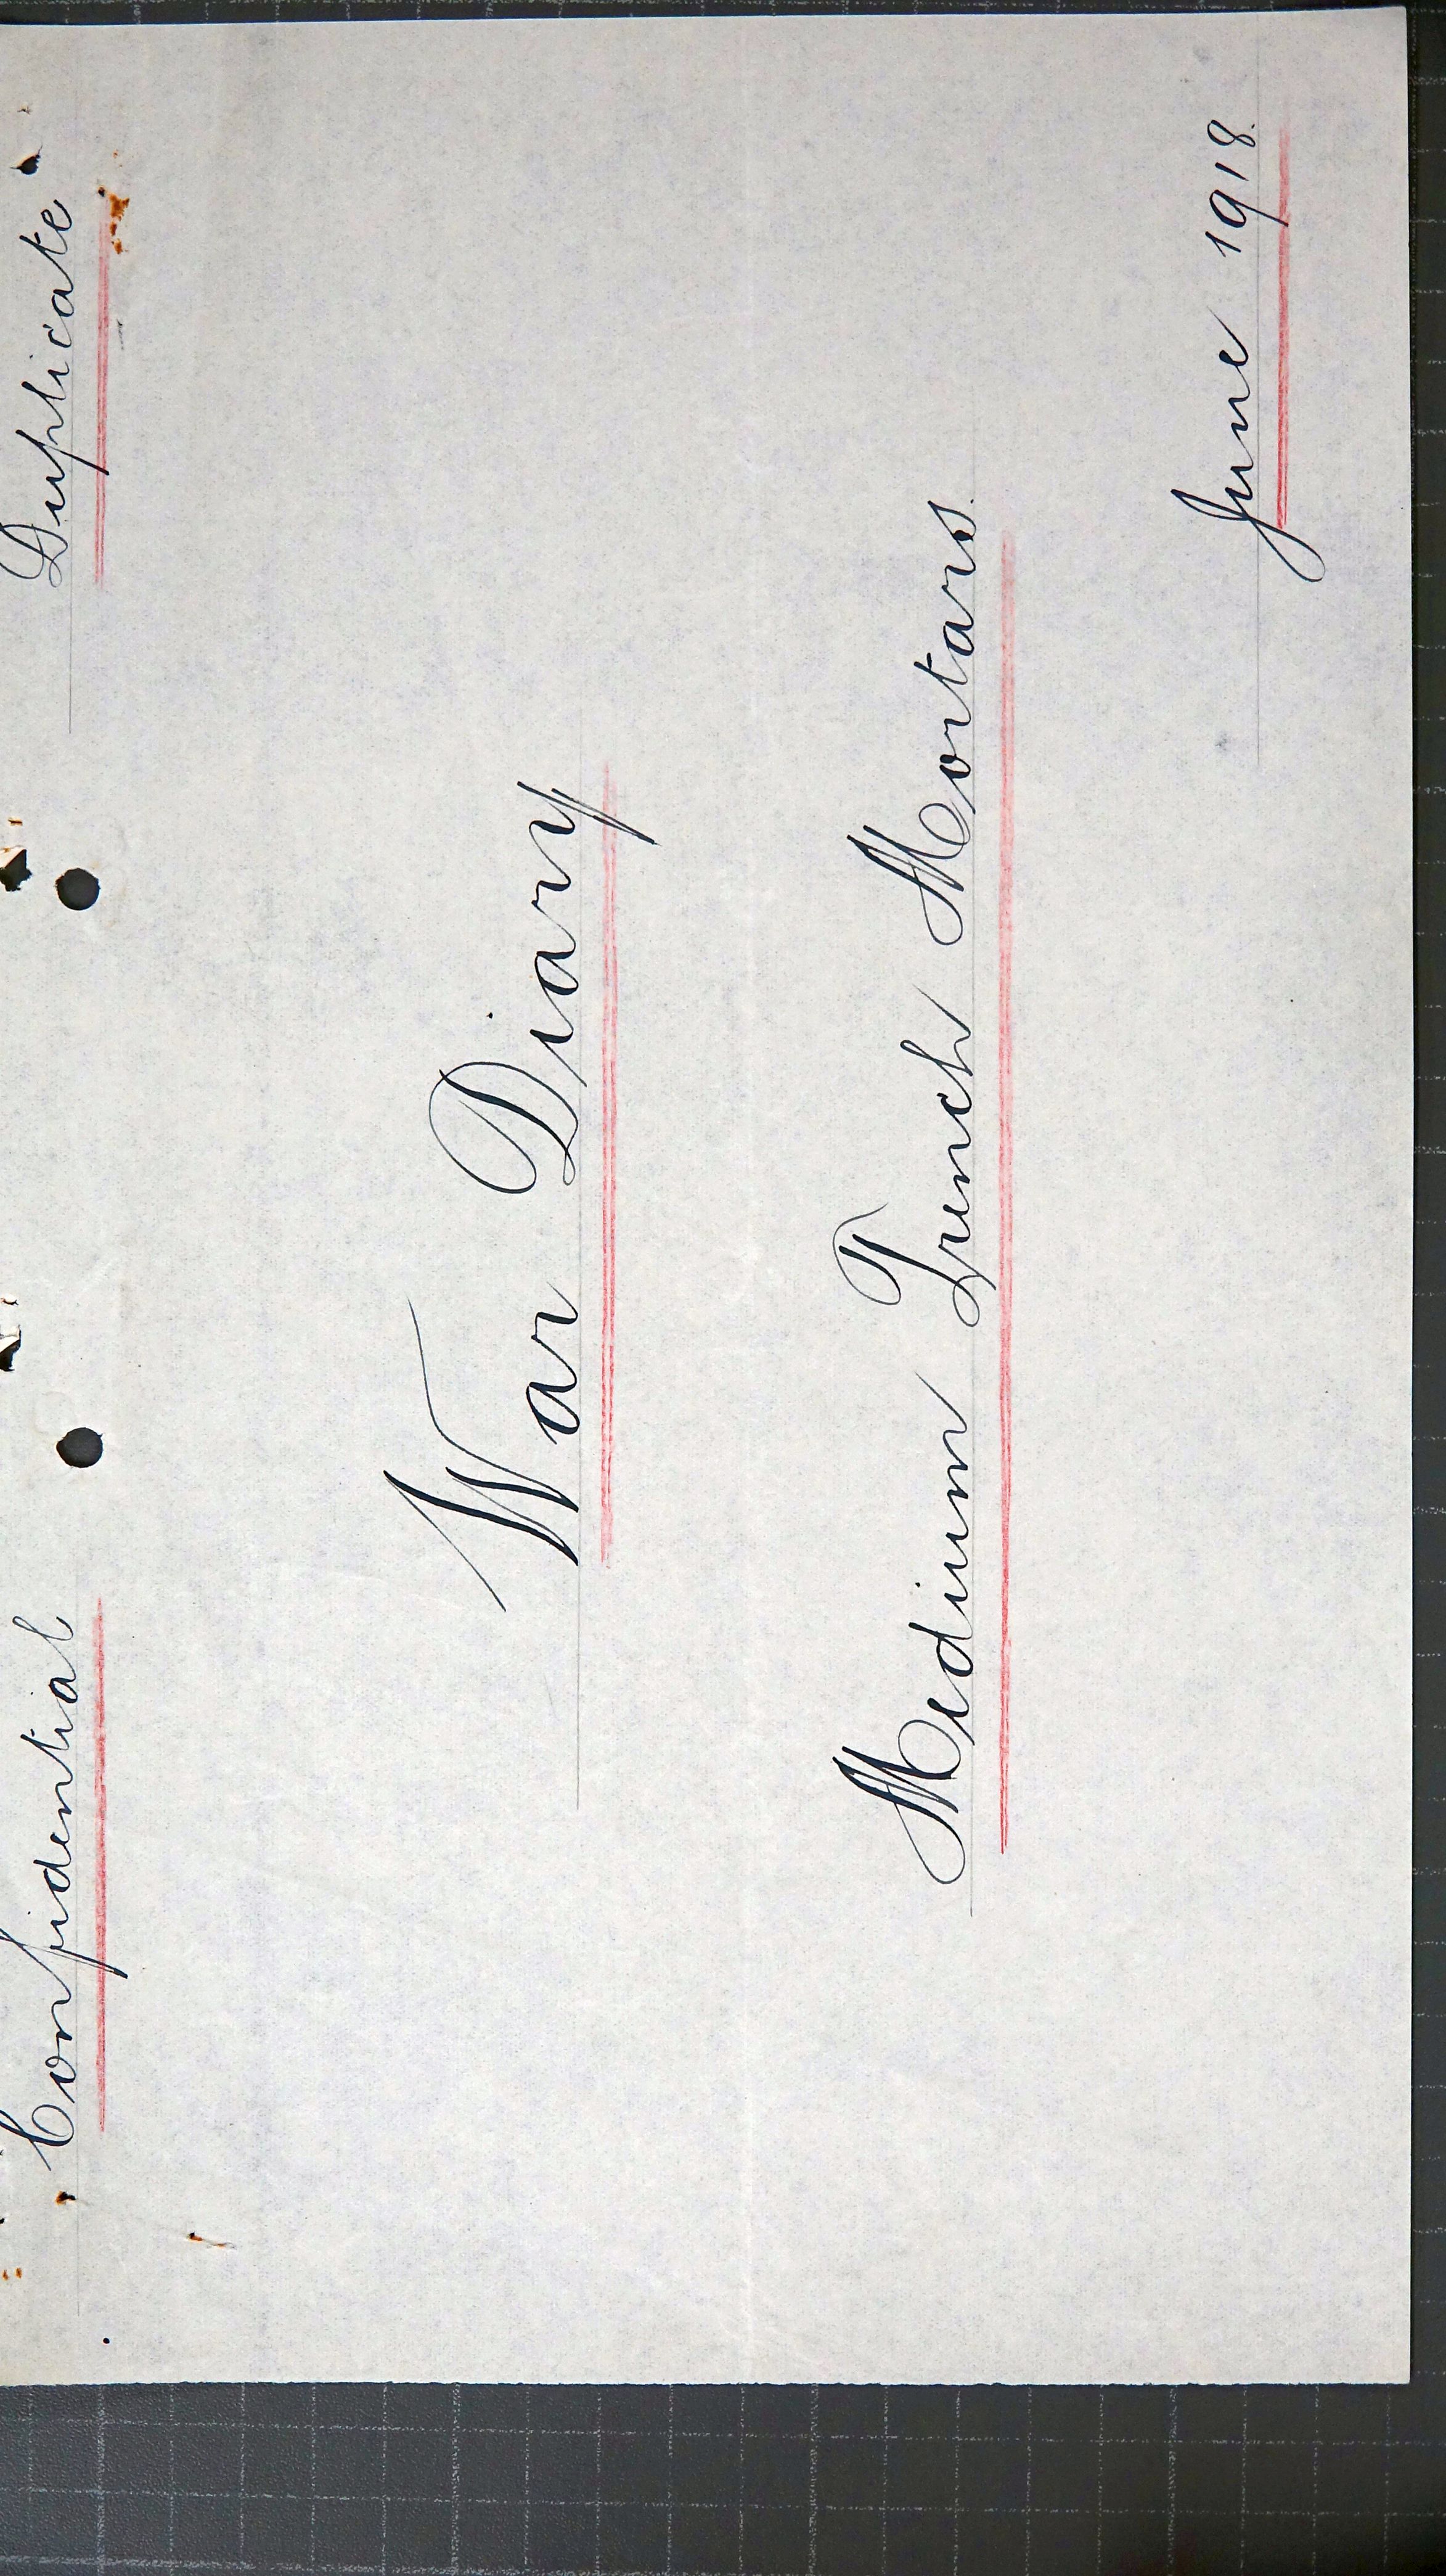 Confidential Duplicate
War Diary
Medium Trench Mortars.
June 1918.